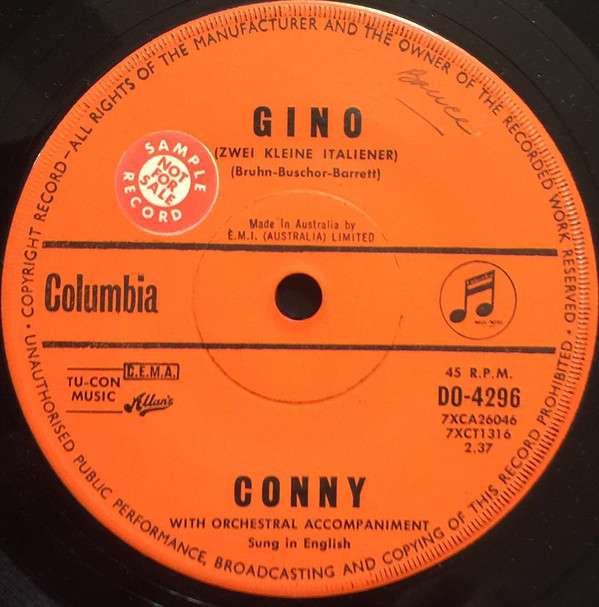 COPYRIGHT RECORD—ALL RIGHTS OF THE MANUFACTURER AND THE OWNER OF THE RECORDED WORK RESERVED •
UNAUTHORISED PUBLIC PERFORMANCE, BROADCASTING AND COPYING OF THIS RECORD PROHIBITED •
GINO
(ZWEI KLEINE ITALIENER)
(Bruhn-Buschor-Barrett)
SAMPLE
NOT
FOR
SALE
RECORD
Made in Australia by
E.M.I. (AUSTRALIA) LIMITED
Columbia
TU-CON
MUSIC
C.E.M.A.
Allan's
45 R.P.M.
DO-4296
7XCA26046
7XCT1316
2.37
CONNY
WITH ORCHESTRAL ACCOMPANIMENT
Sung in English